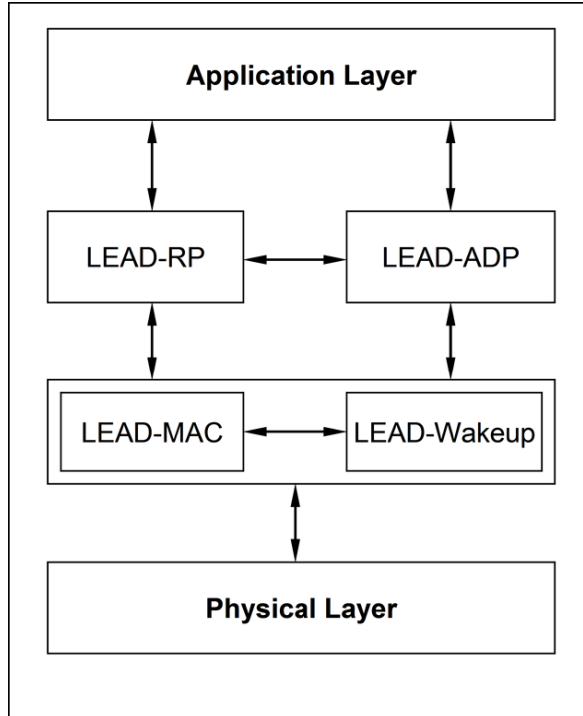 Application Layer
LEAD-RP
LEAD-ADP
LEAD-MAC
LEAD-Wakeup
Physical Layer